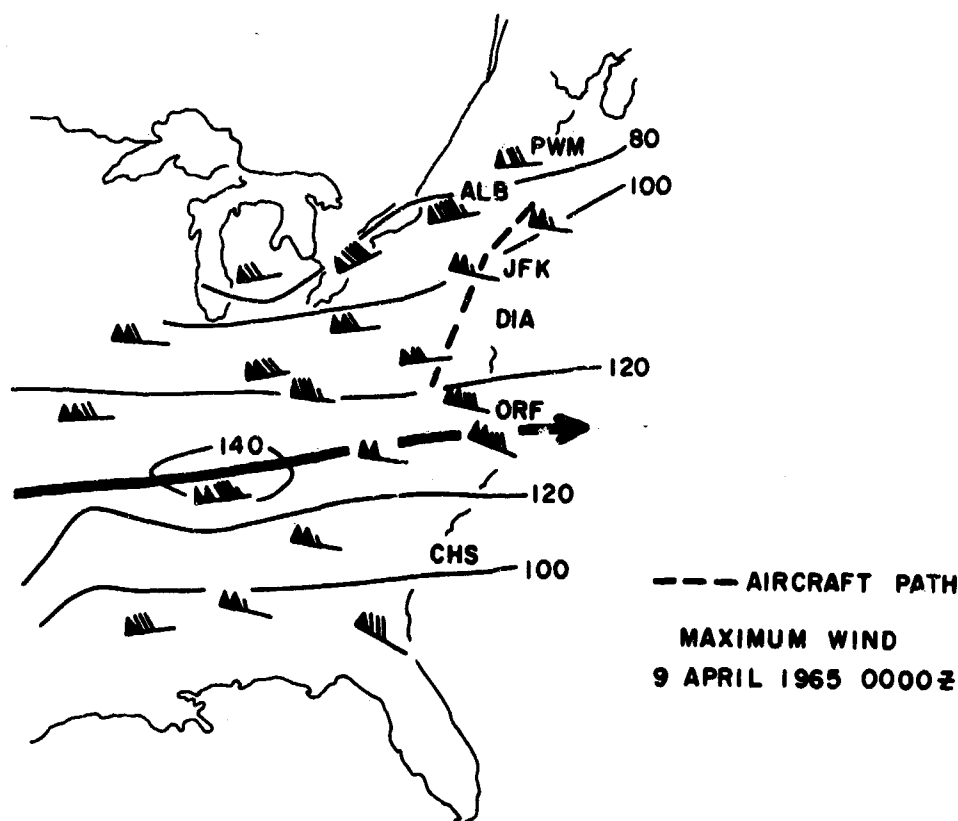 PWM
80
ALB
100
JFK
DIA
120
ORF
140
120
CHS
100
AIRCRAFT PATH
MAXIMUM WIND
9 APRIL 1965 0000Z